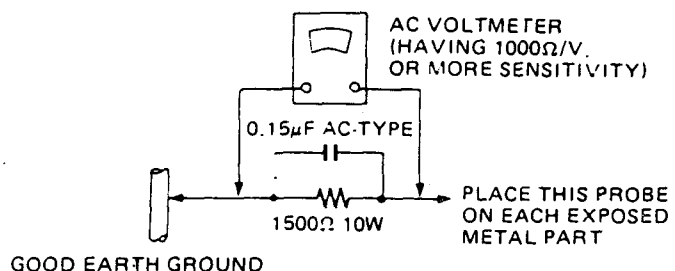 AC VOLTMETER
(HAVING 1000Ω/V.
OR MORE SENSITIVITY)
0.15µF AC-TYPE
1500Ω 10W
PLACE THIS PROBE
ON EACH EXPOSED
METAL PART
GOOD EARTH GROUND